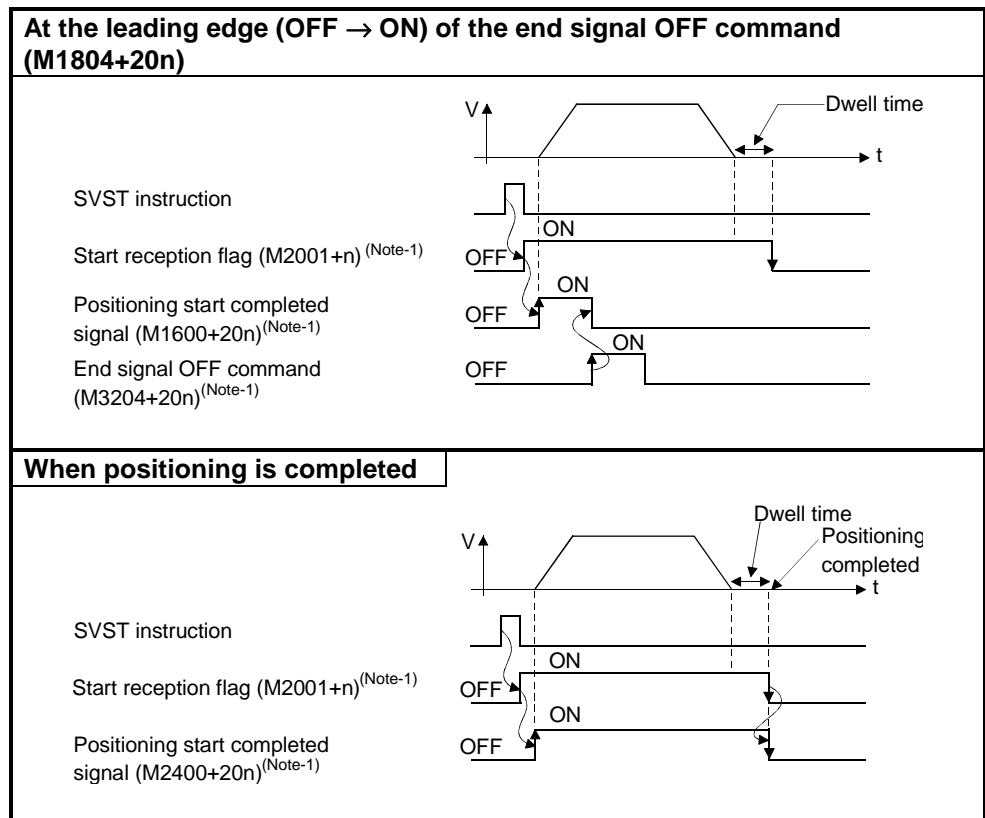 At the leading edge (OFF → ON) of the end signal OFF command
(M1804+20n)
V
Dwell time
t
SVST instruction
ON
Start reception flag (M2001+n) (Note-1)
OFF
ON
Positioning start completed
signal (M1600+20n)(Note-1)
OFF
ON
End signal OFF command
(M3204+20n)(Note-1)
OFF
When positioning is completed
Dwell time
V
Positioning
completed
t
SVST instruction
ON
Start reception flag (M2001+n)(Note-1)
OFF
ON
Positioning start completed
signal (M2400+20n)(Note-1)
OFF